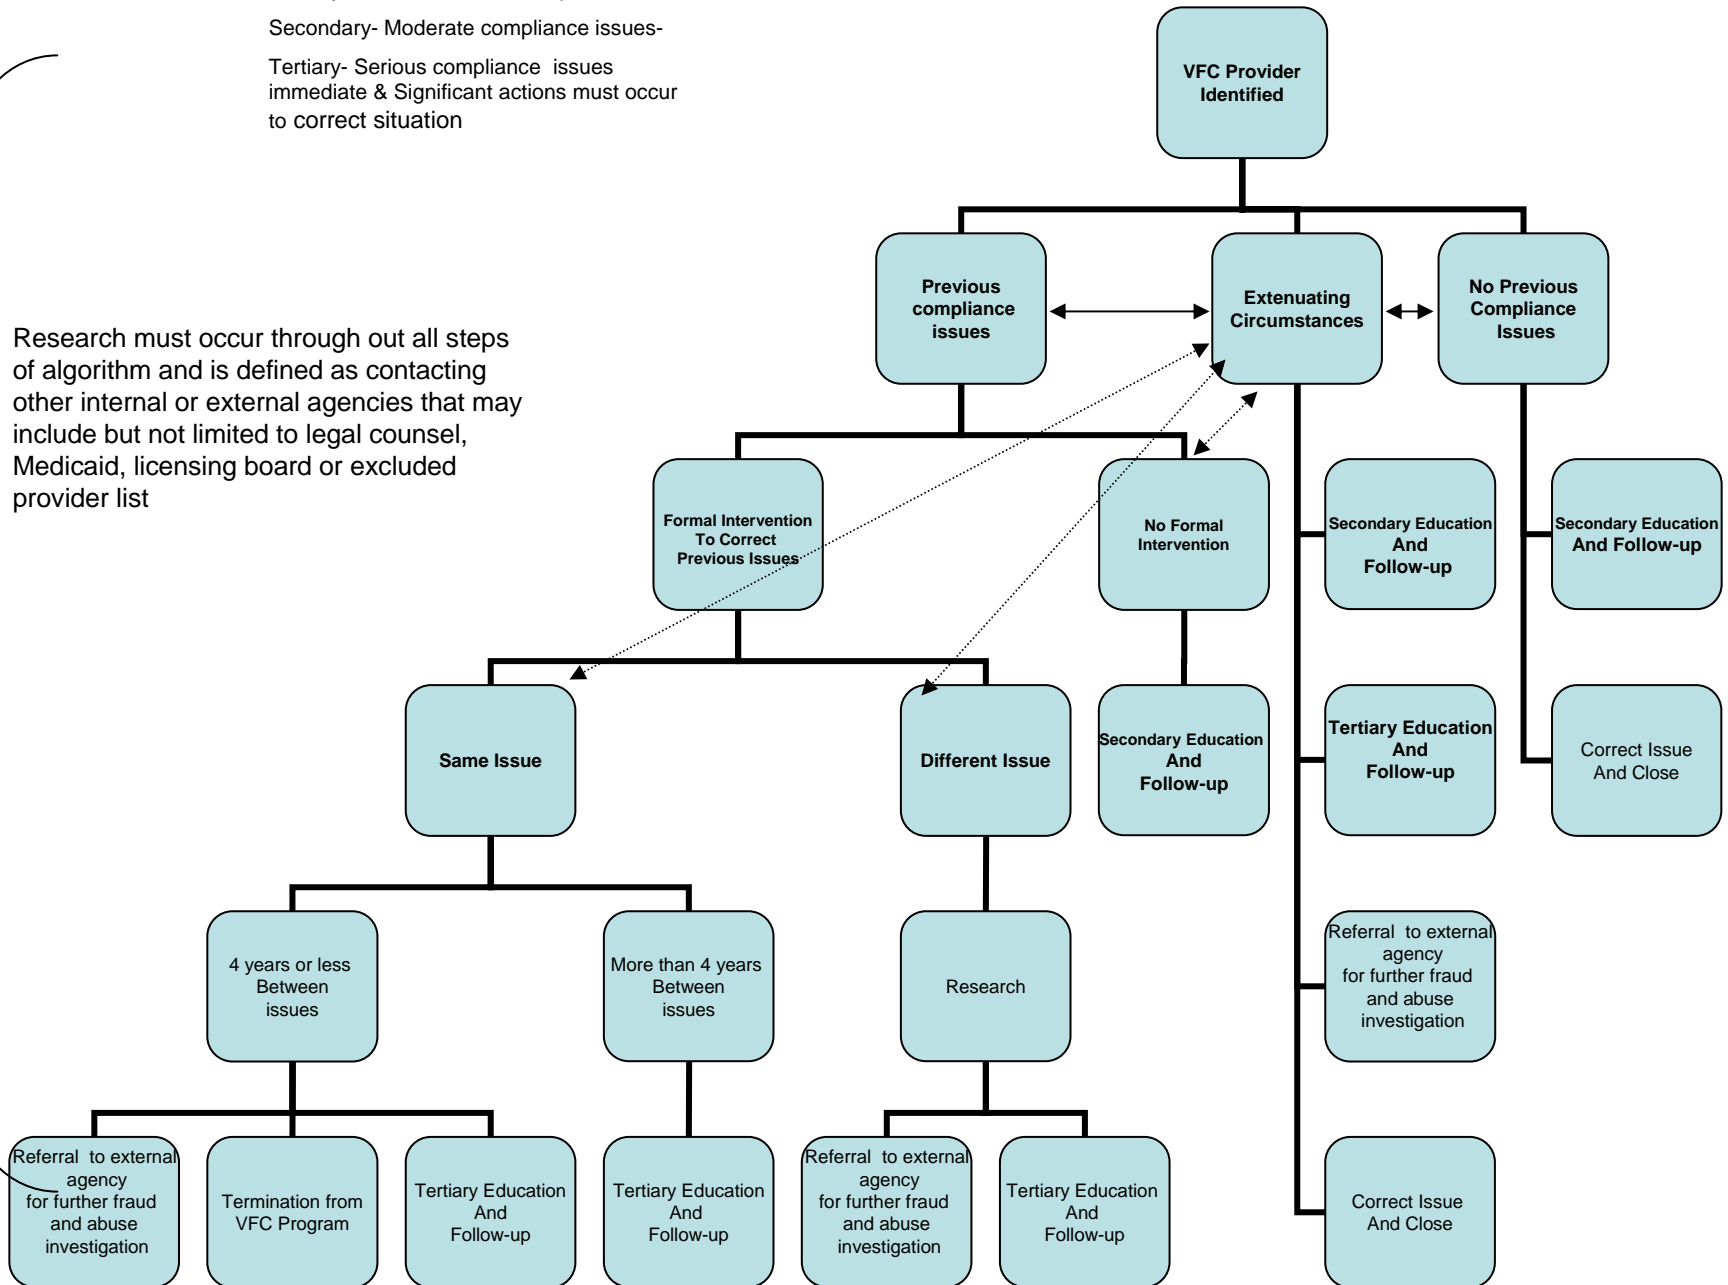 Secondary- Moderate compliance issues-
Tertiary- Serious compliance issues
immediate & Significant actions must occur
to correct situation
VFC Provider
Identified
Previous
compliance
issues
Extenuating
Circumstances
No Previous
Compliance
Issues
Research must occur through out all steps
of algorithm and is defined as contacting
other internal or external agencies that may
include but not limited to legal counsel,
Medicaid, licensing board or excluded
provider list
Formal Intervention
To Correct
Previous Issues
No Formal
Intervention
Secondary Education
And
Follow-up
Secondary Education
And Follow-up
Same Issue
Different Issue
Secondary Education
And
Follow-up
Tertiary Education
And
Follow-up
Correct Issue
And Close
4 years or less
Between
issues
More than 4 years
Between
issues
Research
Referral to external
agency
for further fraud
and abuse
investigation
Referral to external
agency
for further fraud
and abuse
investigation
Termination from
VFC Program
Tertiary Education
And
Follow-up
Tertiary Education
And
Follow-up
Referral to external
agency
for further fraud
and abuse
investigation
Tertiary Education
And
Follow-up
Correct Issue
And Close